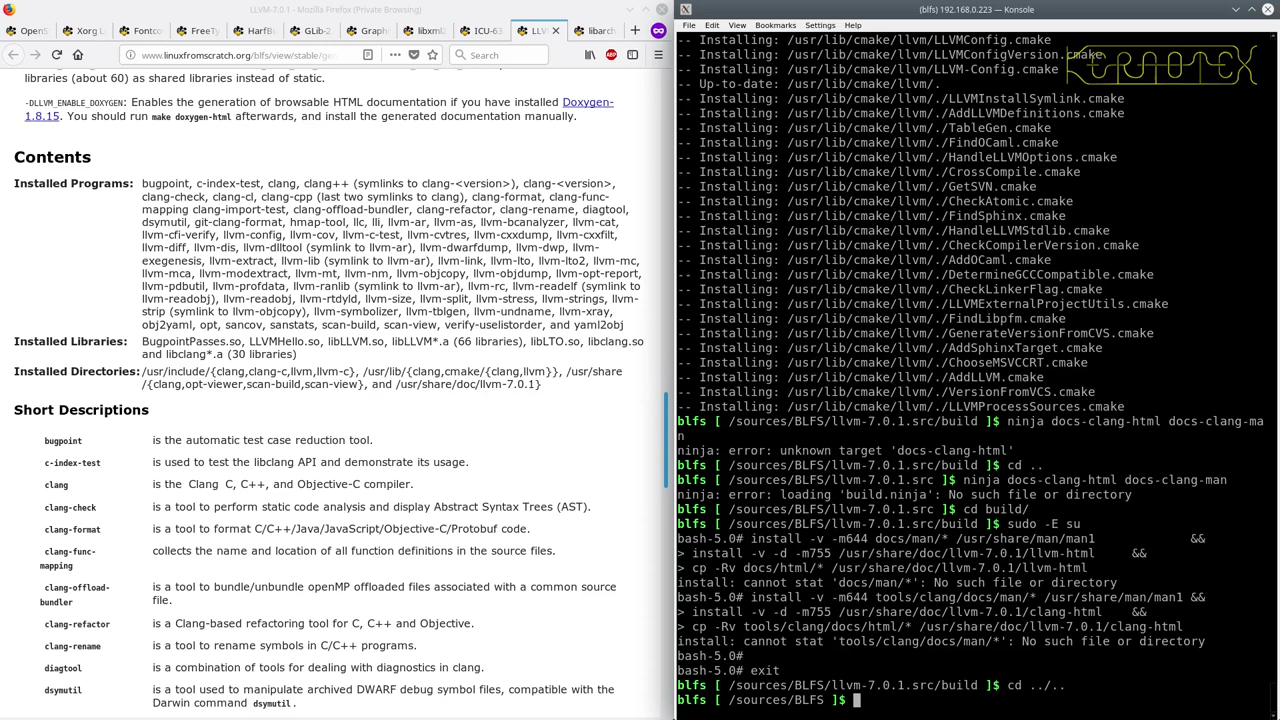 LLVM-7.0.1 - Mozilla Firefox (Private Browsing)
OpenS
Xorg L
Fontco
FreeTy
HarfBu
GLib-2.
Graphi
libxml2
ICU-63
LLV
libarch
www.linuxfromscratch.org/blfs/view/stable/ge
Search
libraries (about 60) as shared libraries instead of static.
-DLLVM_ENABLE_DOXYGEN: Enables the generation of browsable HTML documentation if you have installed Doxygen-
1.8.15. You should run make doxygen-html afterwards, and install the generated documentation manually.
Contents
Installed Programs: bugpoint, c-index-test, clang, clang++ (symlinks to clang-<version>), clang-<version>,
clang-check, clang-cl, clang-cpp (last two symlinks to clang), clang-format, clang-func-
mapping clang-import-test, clang-offload-bundler, clang-refactor, clang-rename, diagtool,
dsymutil, git-clang-format, hmap-tool, llc, lli, llvm-ar, llvm-as, llvm-bcanalyzer, llvm-cat,
llvm-cfi-verify, llvm-config, llvm-cov, llvm-c-test, llvm-cvtres, llvm-cxxdump, llvm-cxxfilt,
llvm-diff, llvm-dis, llvm-dlltool (symlink to llvm-ar), llvm-dwarfdump, llvm-dwp, llvm-
exegenesis, llvm-extract, llvm-lib (symlink to llvm-ar), llvm-link, llvm-lto, llvm-lto2, llvm-mc,
llvm-mca, llvm-modextract, llvm-mt, llvm-nm, llvm-objcopy, llvm-objdump, llvm-opt-report,
llvm-pdbutil, llvm-profdata, llvm-ranlib (symlink to llvm-ar), llvm-rc, llvm-readelf (symlink to
llvm-readobj), llvm-readobj, llvm-rtdyld, llvm-size, llvm-split, llvm-stress, llvm-strings, llvm-
strip (symlink to llvm-objcopy), llvm-symbolizer, llvm-tblgen, llvm-undname, llvm-xray,
obj2yaml, opt, sancov, sanstats, scan-build, scan-view, verify-uselistorder, and yaml2obj
Installed Libraries: BugpointPasses.so, LLVMHello.so, libLLVM.so, libLLVM*.a (66 libraries), libLTO.so, libclang.so
and libclang*.a (30 libraries)
Installed Directories: /usr/include/{clang,clang-c,llvm,llvm-c}, /usr/lib/{clang,cmake/{clang,llvm}}, /usr/share
/{clang,opt-viewer,scan-build,scan-view}, and /usr/share/doc/llvm-7.0.1}
Short Descriptions
bugpoint is the automatic test case reduction tool.
c-index-test is used to test the libclang API and demonstrate its usage.
clang is the Clang C, C++, and Objective-C compiler.
clang-check is a tool to perform static code analysis and display Abstract Syntax Trees (AST).
clang-format is a tool to format C/C++/Java/JavaScript/Objective-C/Protobuf code.
clang-func-
mapping collects the name and location of all function definitions in the source files.
clang-offload-
bundler is a tool to bundle/unbundle openMP offloaded files associated with a common source
file.
clang-refactor is a Clang-based refactoring tool for C, C++ and Objective.
clang-rename is a tool to rename symbols in C/C++ programs.
diagtool is a combination of tools for dealing with diagnostics in clang.
dsymutil is a tool used to manipulate archived DWARF debug symbol files, compatible with the
Darwin command dsymutil.
(blfs) 192.168.0.223 — Konsole
File Edit View Bookmarks Settings Help
-- Installing: /usr/lib/cmake/llvm/LLVMConfig.cmake
-- Installing: /usr/lib/cmake/llvm/LLVMConfigVersion.cmake
-- Installing: /usr/lib/cmake/llvm/LLVM-Config.cmake
-- Up-to-date: /usr/lib/cmake/llvm/.
-- Installing: /usr/lib/cmake/llvm/./LLVMInstallSymlink.cmake
-- Installing: /usr/lib/cmake/llvm/./AddLLVMDefinitions.cmake
-- Installing: /usr/lib/cmake/llvm/./TableGen.cmake
-- Installing: /usr/lib/cmake/llvm/./FindOCaml.cmake
-- Installing: /usr/lib/cmake/llvm/./HandleLLVMOptions.cmake
-- Installing: /usr/lib/cmake/llvm/./CrossCompile.cmake
-- Installing: /usr/lib/cmake/llvm/./GetSVN.cmake
-- Installing: /usr/lib/cmake/llvm/./CheckAtomic.cmake
-- Installing: /usr/lib/cmake/llvm/./FindSphinx.cmake
-- Installing: /usr/lib/cmake/llvm/./HandleLLVMStdlib.cmake
-- Installing: /usr/lib/cmake/llvm/./CheckCompilerVersion.cmake
-- Installing: /usr/lib/cmake/llvm/./AddOCaml.cmake
-- Installing: /usr/lib/cmake/llvm/./DetermineGCCCompatible.cmake
-- Installing: /usr/lib/cmake/llvm/./CheckLinkerFlag.cmake
-- Installing: /usr/lib/cmake/llvm/./LLVMExternalProjectUtils.cmake
-- Installing: /usr/lib/cmake/llvm/./FindLibpfm.cmake
-- Installing: /usr/lib/cmake/llvm/./GenerateVersionFromCVS.cmake
-- Installing: /usr/lib/cmake/llvm/./AddSphinxTarget.cmake
-- Installing: /usr/lib/cmake/llvm/./ChooseMSVCCRT.cmake
-- Installing: /usr/lib/cmake/llvm/./AddLLVM.cmake
-- Installing: /usr/lib/cmake/llvm/./VersionFromVCS.cmake
-- Installing: /usr/lib/cmake/llvm/./LLVMProcessSources.cmake
blfs [ /sources/BLFS/llvm-7.0.1.src/build ]$ ninja docs-clang-html docs-clang-ma
n
ninja: error: unknown target 'docs-clang-html'
blfs [ /sources/BLFS/llvm-7.0.1.src/build ]$ cd ..
blfs [ /sources/BLFS/llvm-7.0.1.src ]$ ninja docs-clang-html docs-clang-man
ninja: error: loading 'build.ninja': No such file or directory
blfs [ /sources/BLFS/llvm-7.0.1.src ]$ cd build/
blfs [ /sources/BLFS/llvm-7.0.1.src/build ]$ sudo -E su
bash-5.0# install -v -m644 docs/man/* /usr/share/man/man1 &&
> install -v -d -m755 /usr/share/doc/llvm-7.0.1/llvm-html &&
> cp -Rv docs/html/* /usr/share/doc/llvm-7.0.1/llvm-html
install: cannot stat 'docs/man/*': No such file or directory
bash-5.0# install -v -m644 tools/clang/docs/man/* /usr/share/man/man1 &&
> install -v -d -m755 /usr/share/doc/llvm-7.0.1/clang-html &&
> cp -Rv tools/clang/docs/html/* /usr/share/doc/llvm-7.0.1/clang-html
install: cannot stat 'tools/clang/docs/man/*': No such file or directory
bash-5.0#
bash-5.0# exit
blfs [ /sources/BLFS/llvm-7.0.1.src/build ]$ cd ../..
blfs [ /sources/BLFS ]$